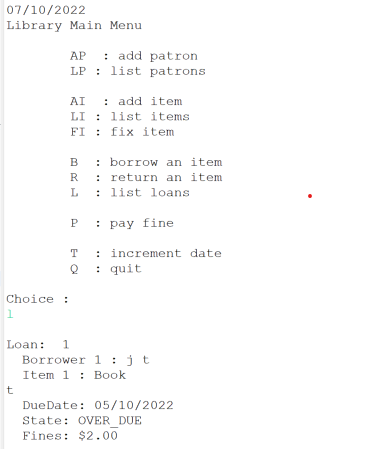 07/10/2022
Library Main Menu
AP : add patron
LP : list patrons
AI : add item
LI : list items
FI : fix item
B : borrow an item
R : return an item
L : list loans
P : pay fine
T : increment date
Q : quit
Choice :
l
Loan: 1
Borrower 1 : j t
Item 1 : Book
t
DueDate: 05/10/2022
State: OVER_DUE
Fines: $2.00